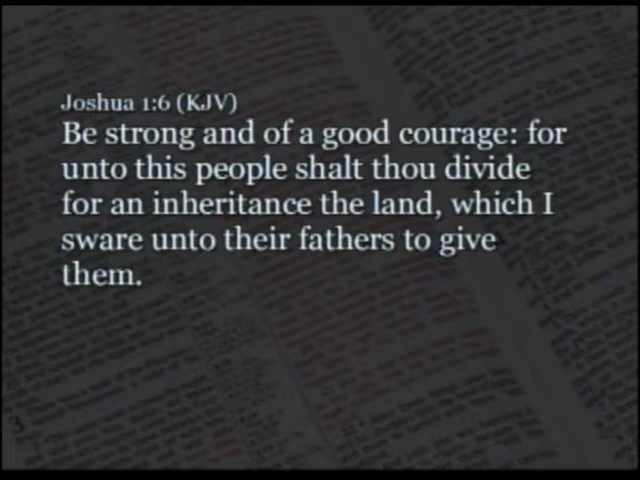 Joshua 1:6 (KJV)
Be strong and of a good courage: for
unto this people shalt thou divide
for an inheritance the land, which I
sware unto their fathers to give
them.